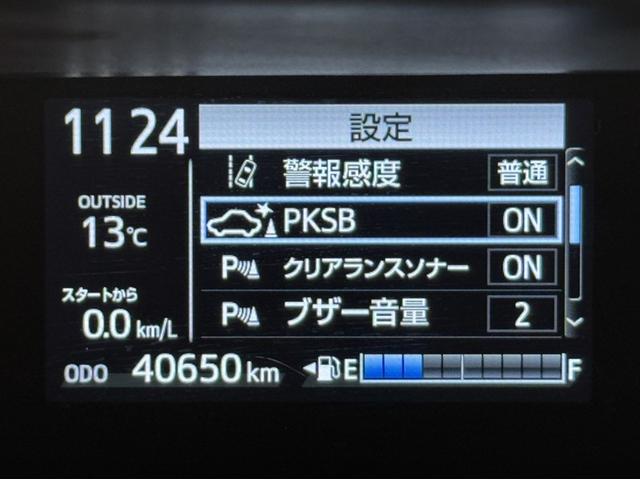 11 24
設定
警報感度 普通
OUTSIDE
13℃
PKSB ON
P クリアランスソナー ON
スタートから
0.0 km/L
P ブザー音量 2
ODO 40650 km
E F